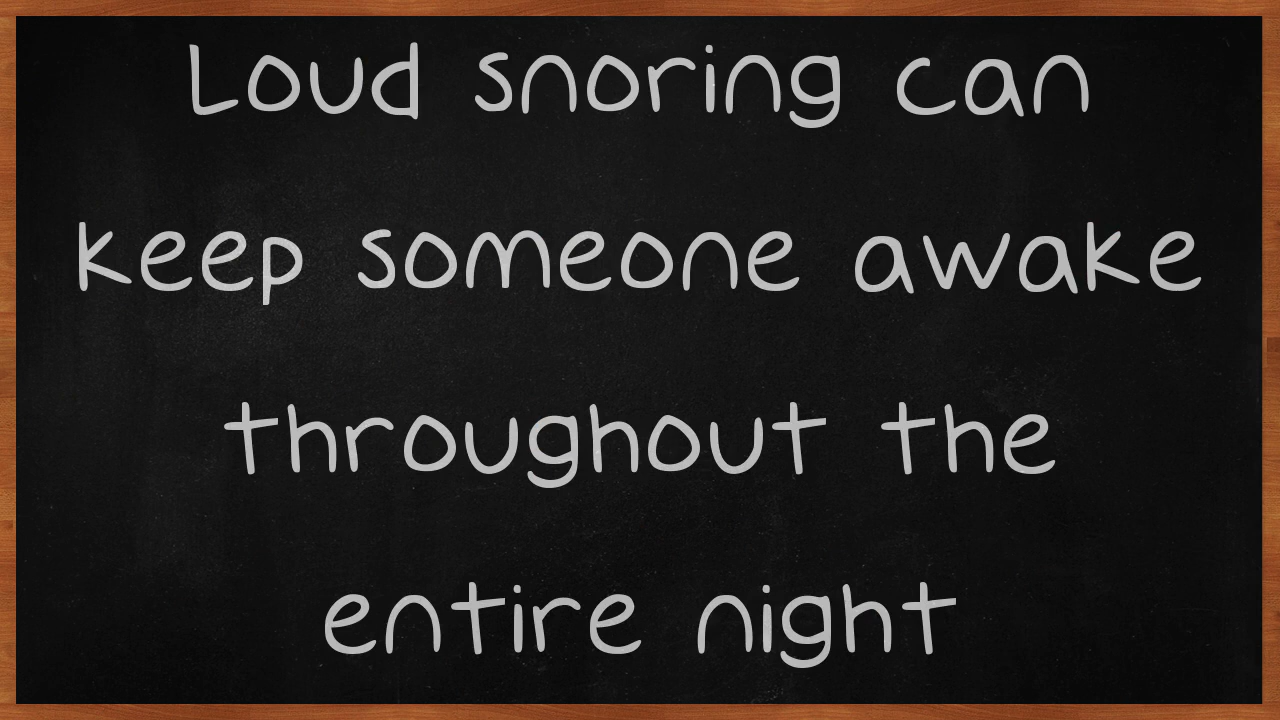 Loud snoring can
keep someone awake
throughout the
entire night